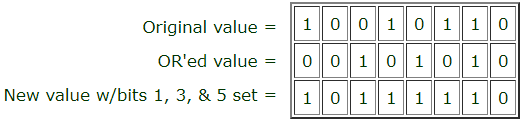 Original value = 1 0 0 1 0 1 1 0
OR'ed value = 0 0 1 0 1 0 1 0
New value w/bits 1, 3, & 5 set = 1 0 1 1 1 1 1 0